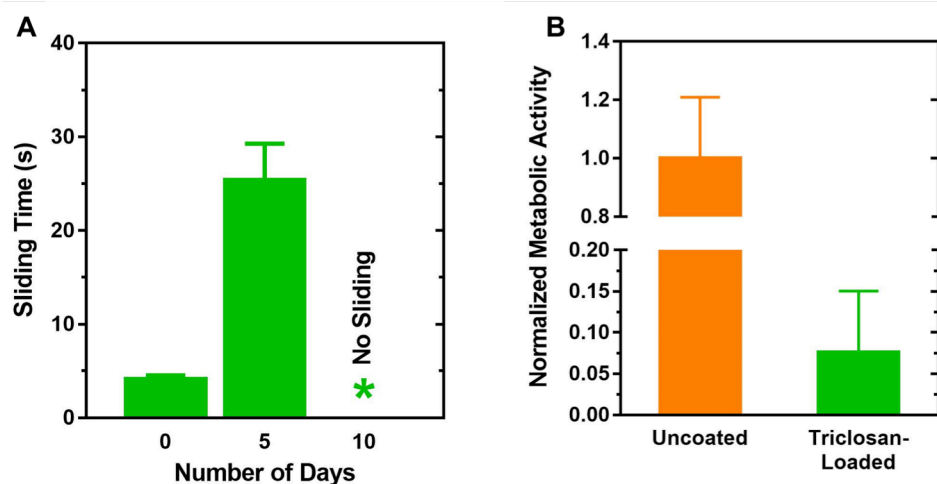 A
Sliding Time (s)
40
30
20
10
0
No Sliding
*
0 5 10
Number of Days
B
Normalized Metabolic Activity
1.4
1.2
1.0
0.8
0.20
0.15
0.10
0.05
0.00
Uncoated Triclosan-
Loaded